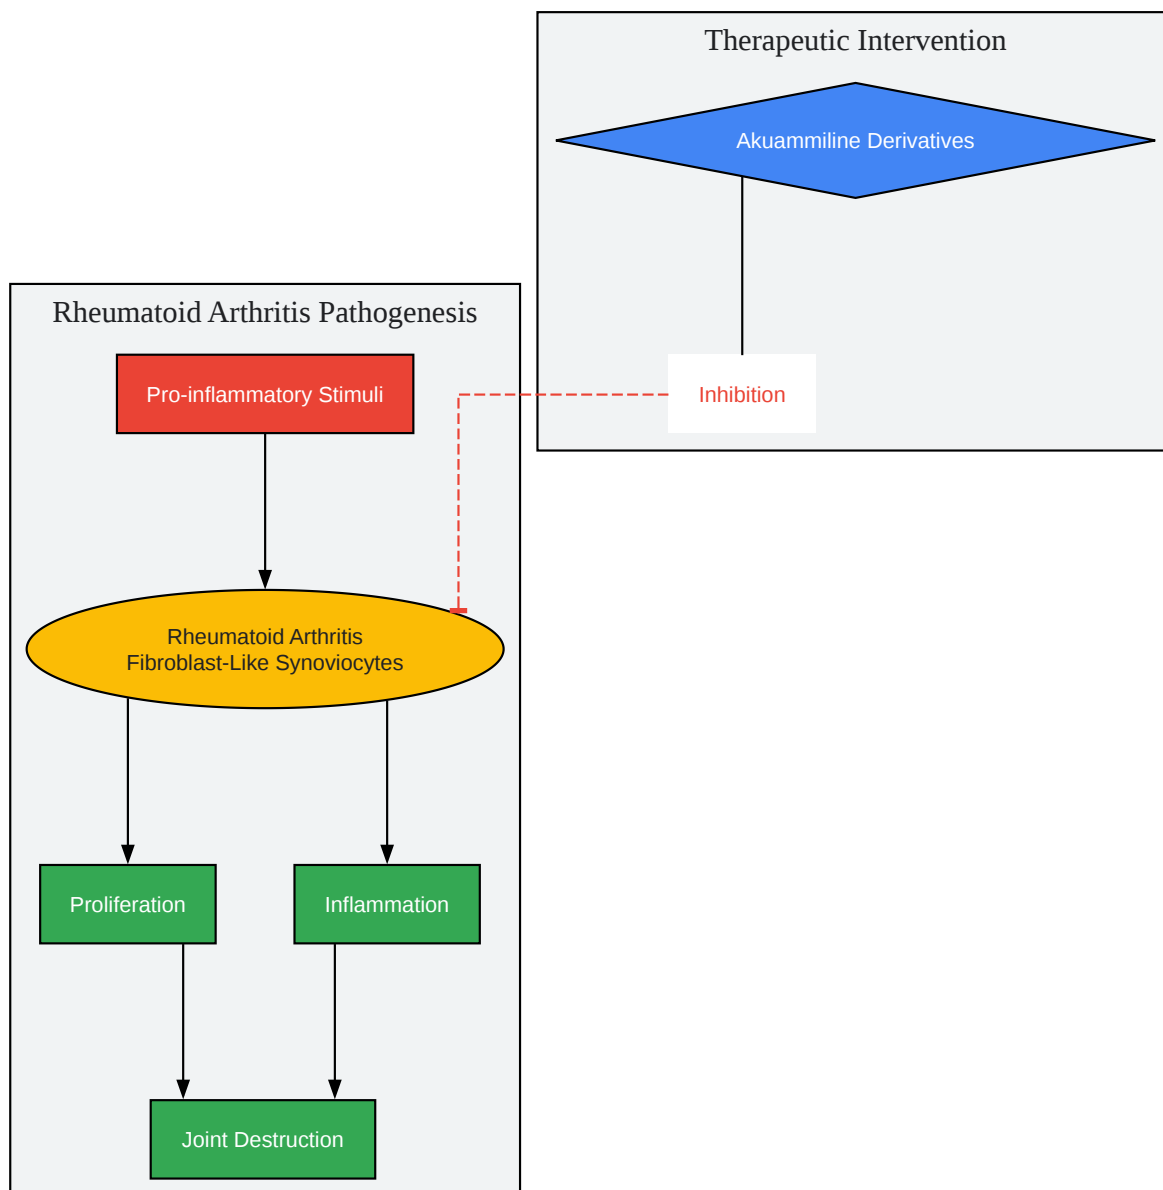 Therapeutic Intervention
Akuammiline Derivatives
Rheumatoid Arthritis Pathogenesis
Pro-inflammatory Stimuli
Inhibition
Rheumatoid Arthritis
Fibroblast-Like Synoviocytes
Proliferation
Inflammation
Joint Destruction